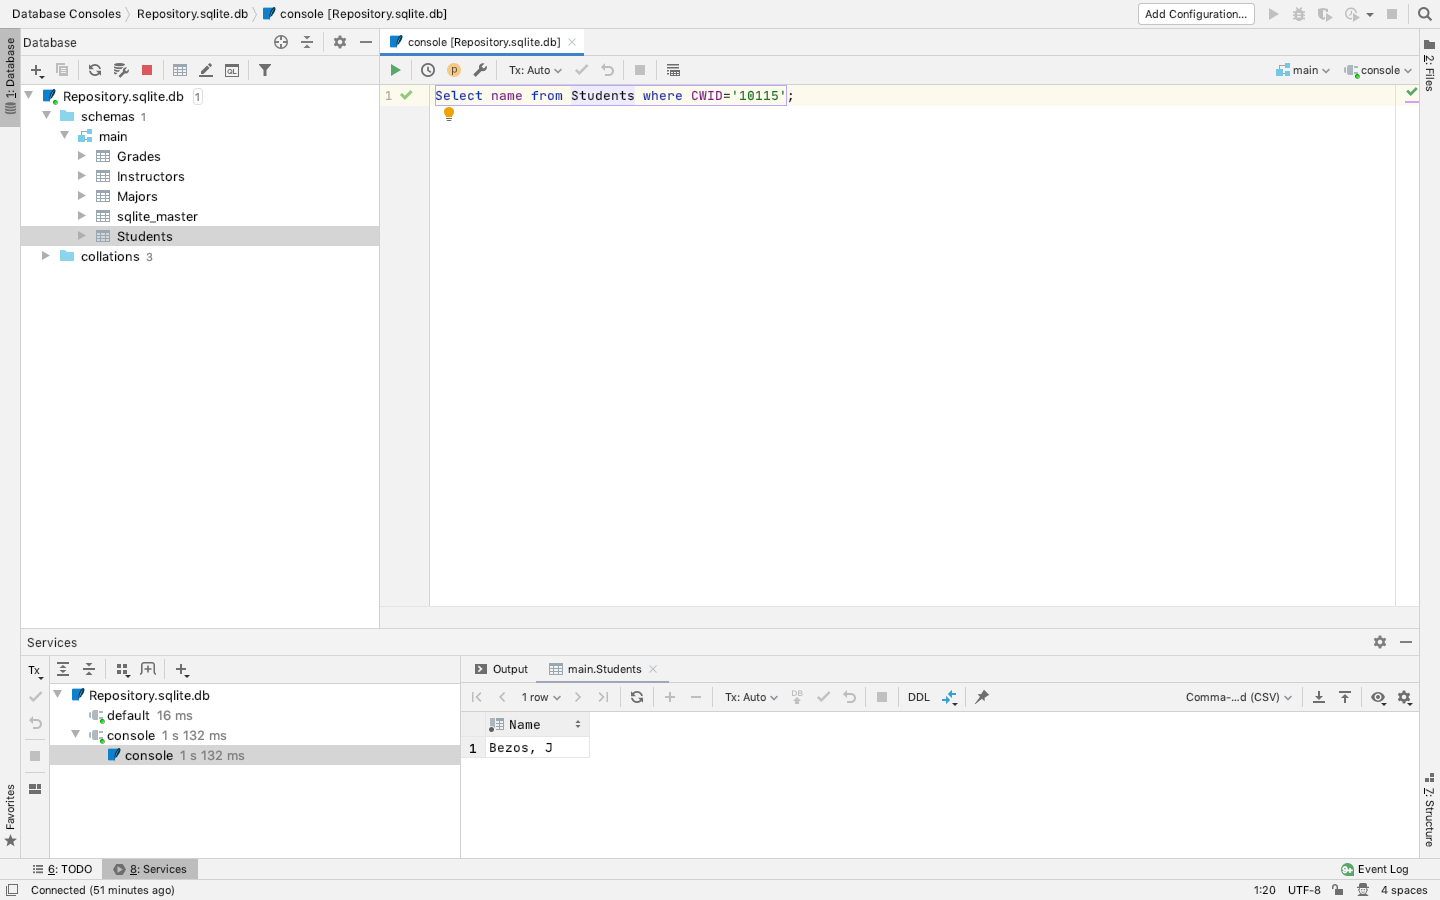 Database Consoles Repository.sqlite.db console [Repository.sqlite.db] Add Configuration...
1: Database
Database
Repository.sqlite.db 1
schemas 1
main
Grades
Instructors
Majors
sqlite_master
Students
collations 3
console [Repository.sqlite.db]
Tx: Auto main console
1 Select name from Students where CWID='10115';
2: Files
Services
Tx
Repository.sqlite.db
default 16 ms
console 1 s 132 ms
console 1 s 132 ms
Output main.Students
1 row Tx: Auto DB DDL Comma-...d (CSV)
Name
1 Bezos, J
Favorites
7: Structure
6: TODO 8: Services 9+ Event Log
Connected (51 minutes ago) 1:20 UTF-8 4 spaces